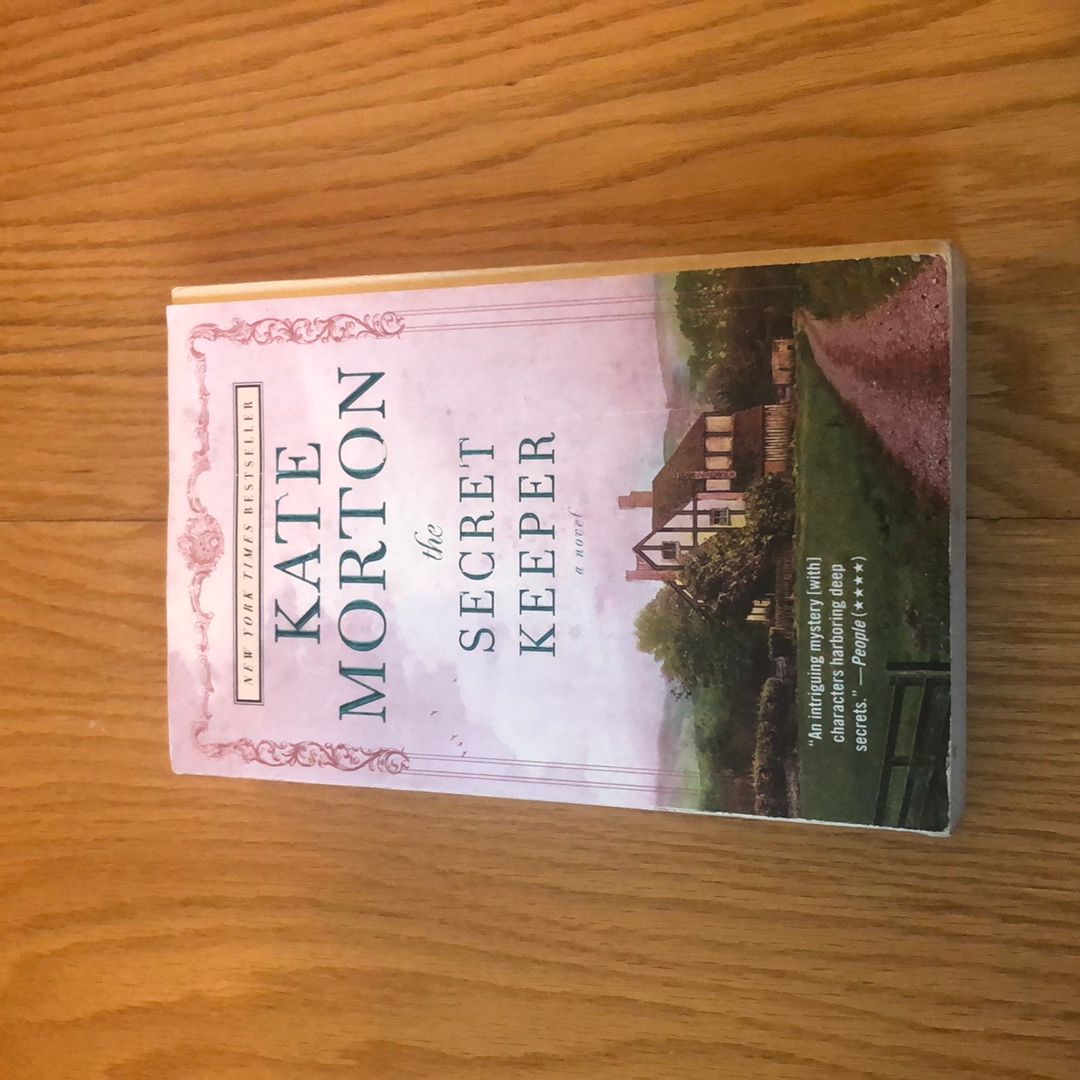 NEW YORK TIMES BESTSELLER
KATE
MORTON
the
SECRET
KEEPER
a novel
"An intriguing mystery [with]
characters harboring deep
secrets." —People (★★★★)